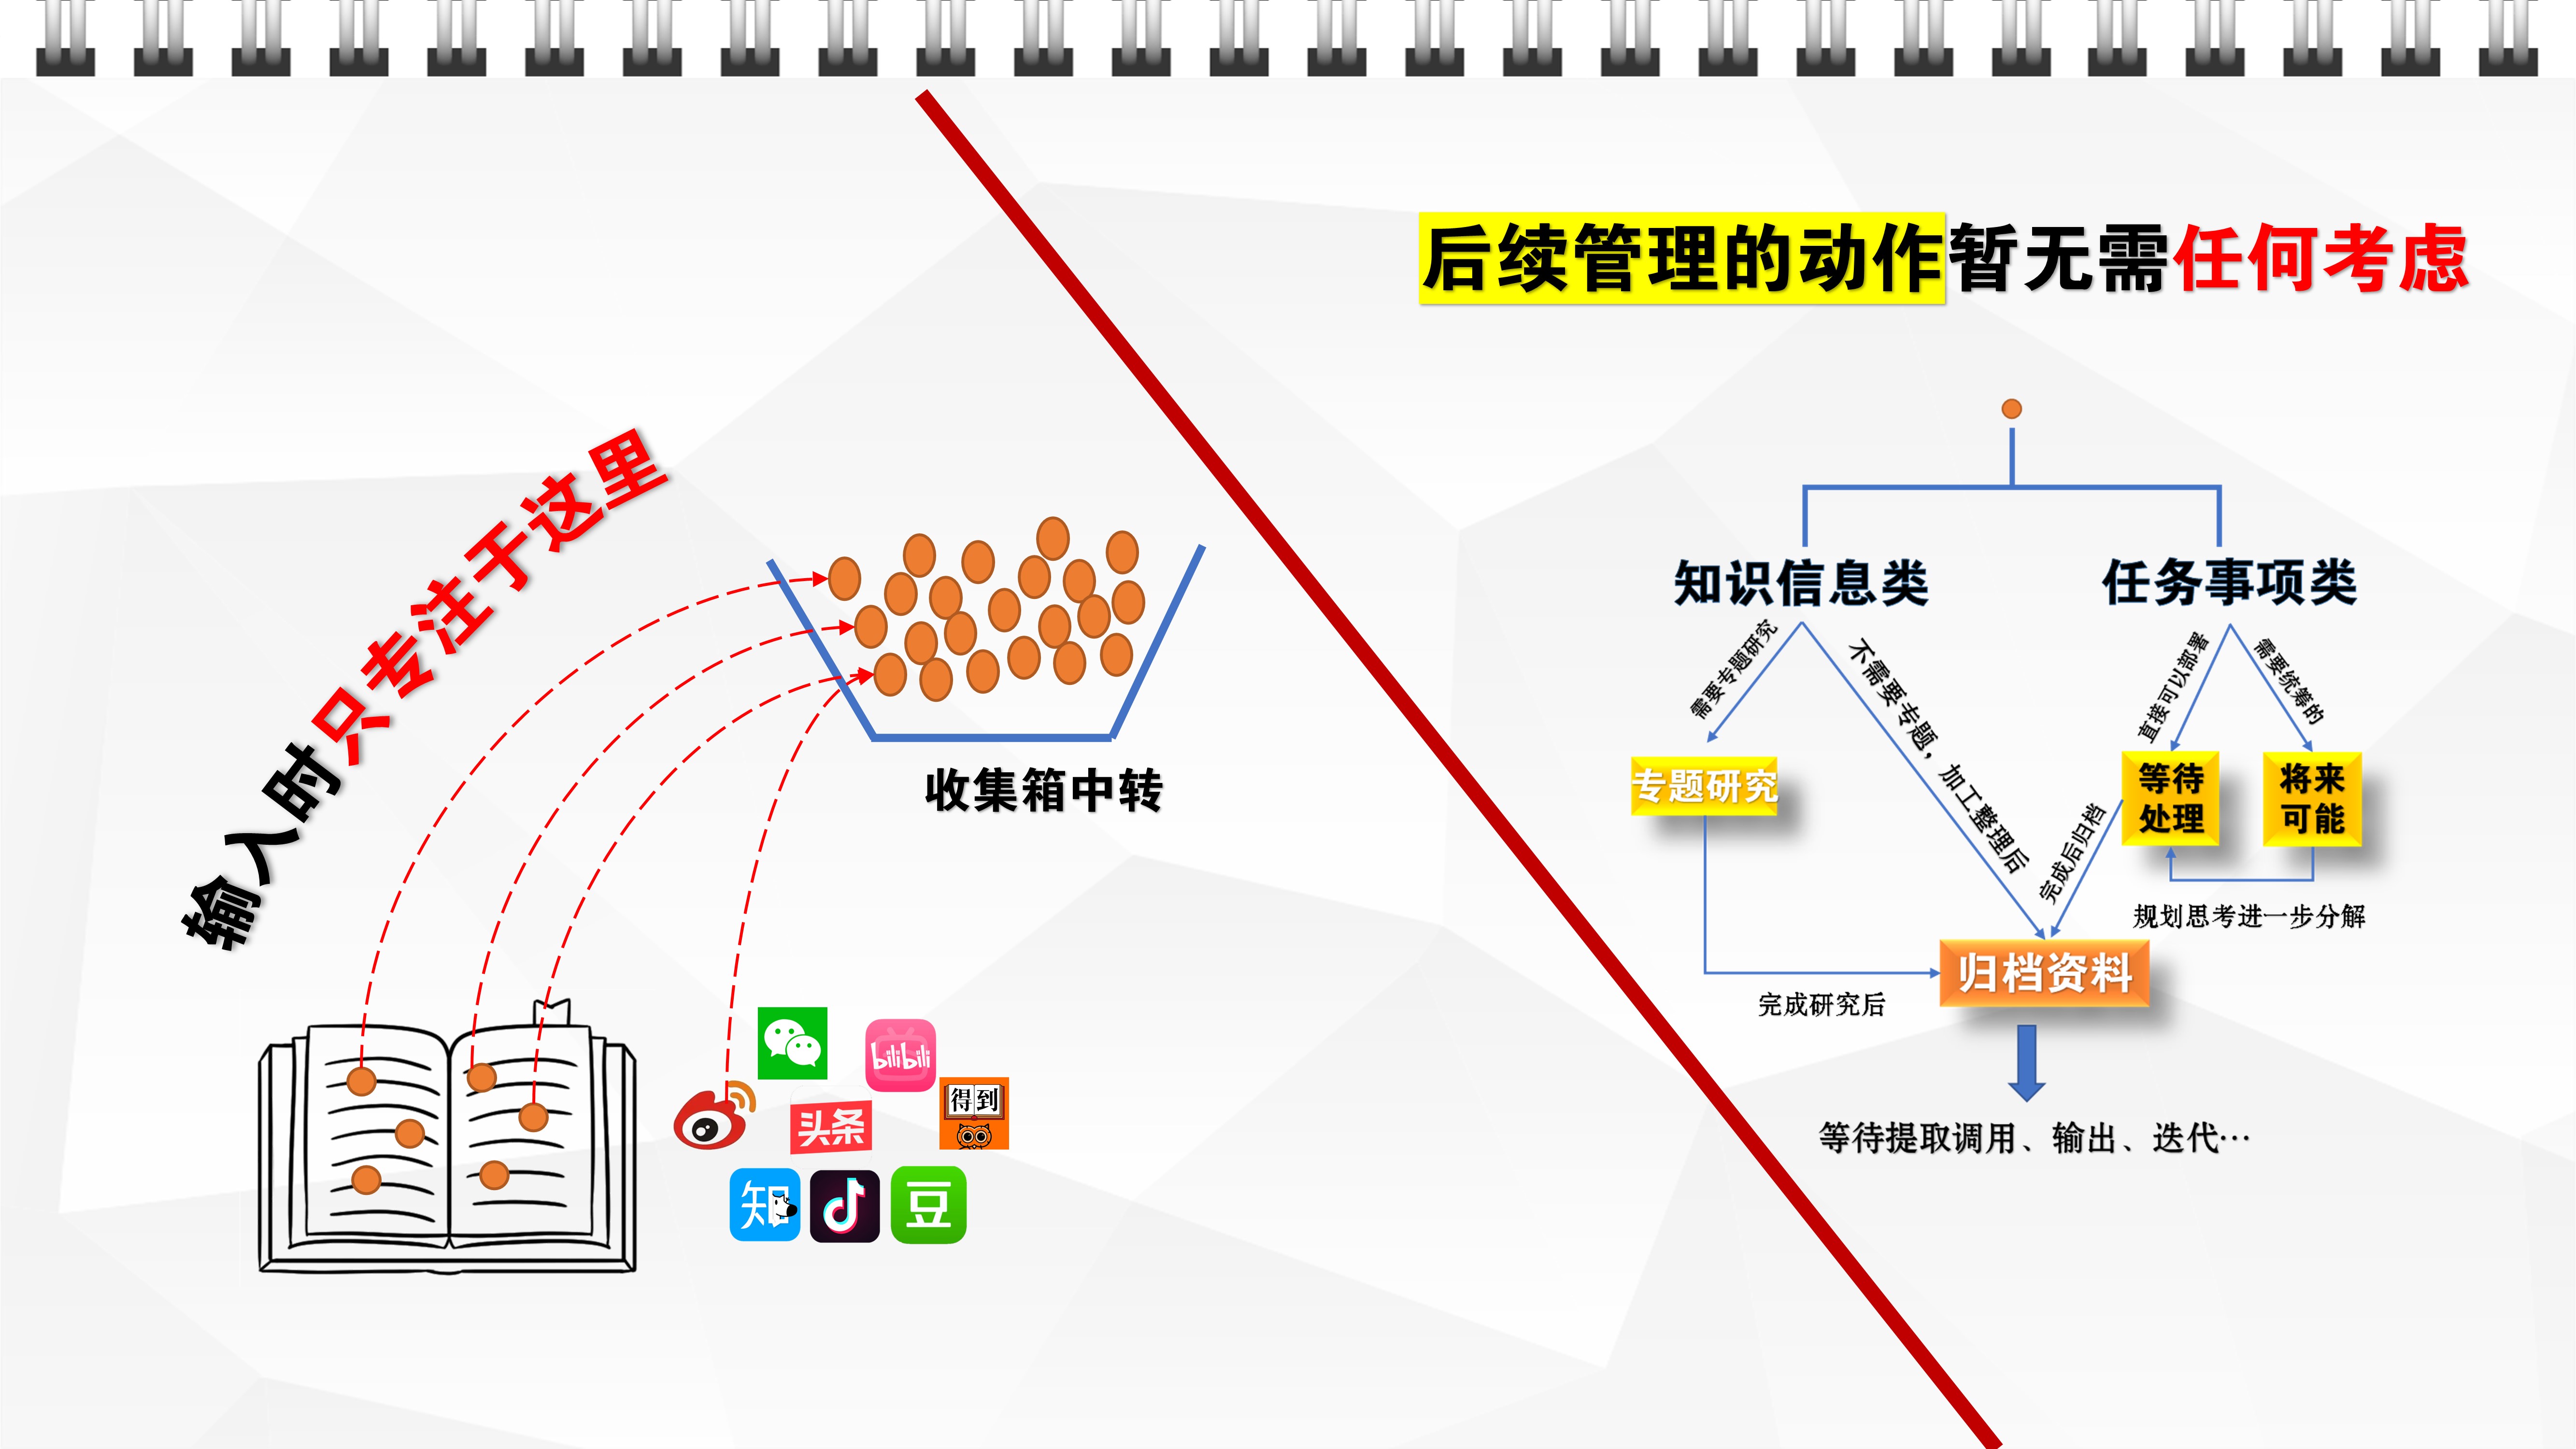 输入时只专注于这里
收集箱中转
bilibili
头条
得到
知
豆
后续管理的动作暂无需任何考虑
知识信息类
任务事项类
需要专题研究
不需要专题，加工整理后
直接可以部署
需要统筹的
专题研究
等待
处理
将来
可能
完成后归档
规划思考进一步分解
归档资料
完成研究后
等待提取调用、输出、迭代…